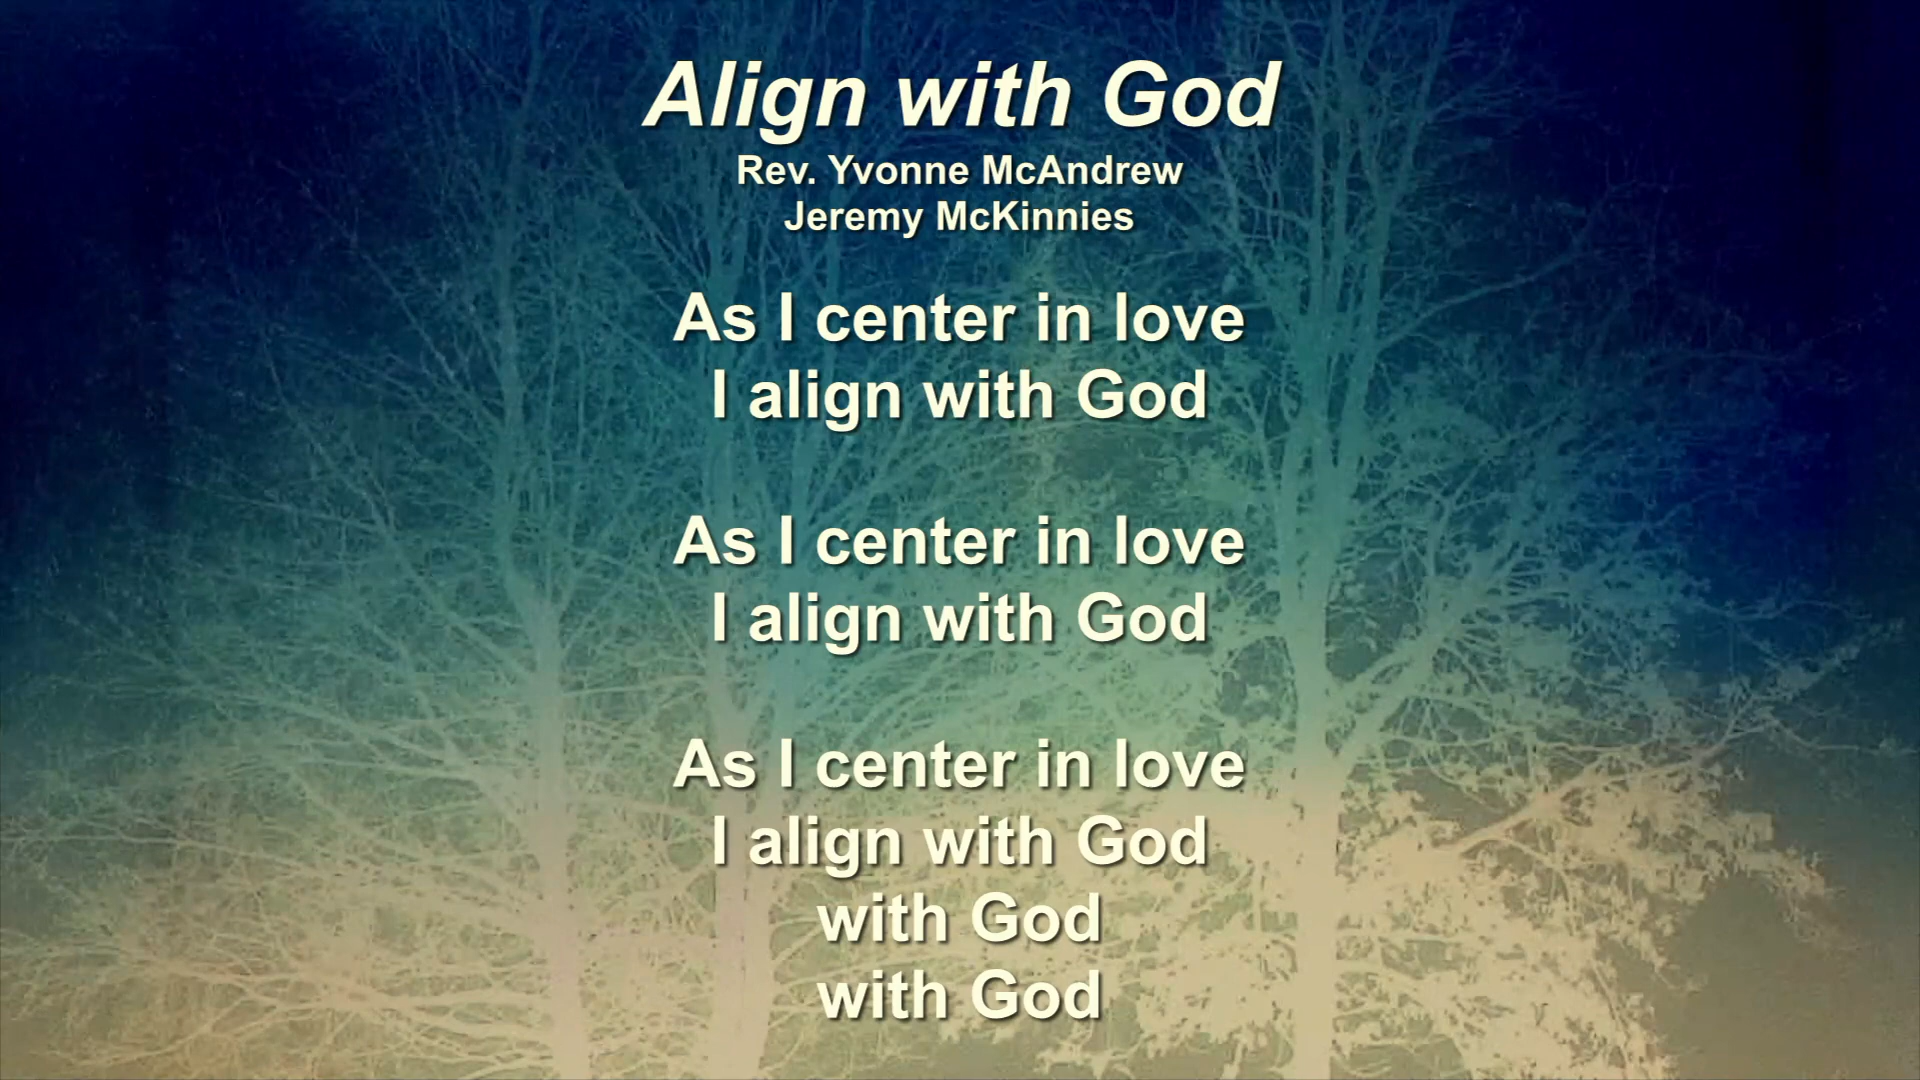 Align with God
Rev. Yvonne McAndrew
Jeremy McKinnies
As I center in love
I align with God
As I center in love
I align with God
As I center in love
I align with God
with God
with God